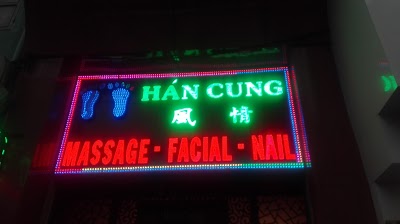 HÁN CUNG
風 情
MASSAGE - FACIAL - NAIL